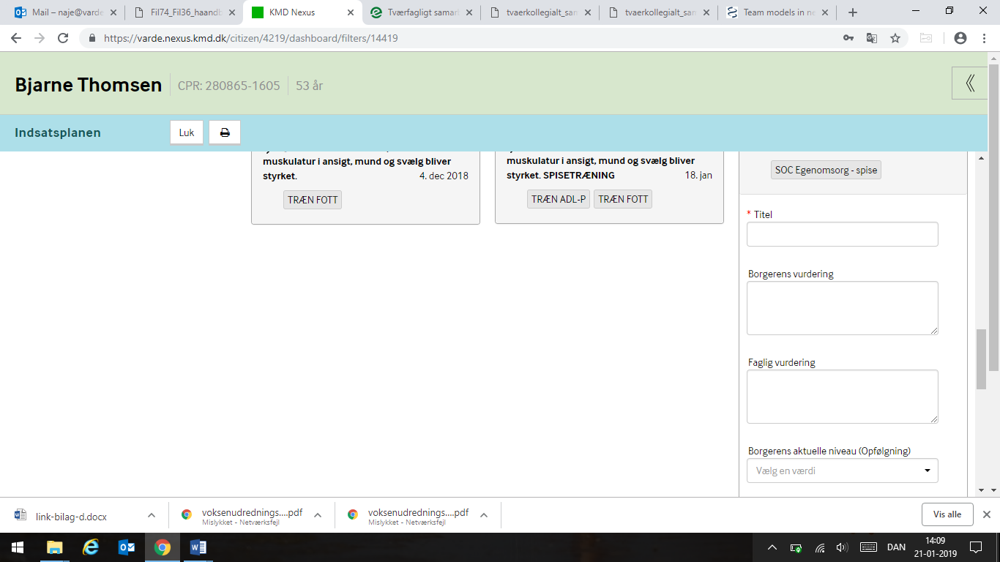 Mail – naje@varde
Fil74_Fil36_haandb
KMD Nexus
Tværfagligt samarb
tvaerkollegialt_sam
tvaerkollegialt_sam
Team models in ne
https://varde.nexus.kmd.dk/citizen/4219/dashboard/filters/14419
Bjarne Thomsen CPR: 280865-1605 53 år
Indsatsplanen Luk
muskulatur i ansigt, mund og svælg bliver
styrket. 4. dec 2018
TRÆN FOTT
muskulatur i ansigt, mund og svælg bliver
styrket. SPISETRÆNING 18. jan
TRÆN ADL-P TRÆN FOTT
SOC Egenomsorg - spise
* Titel
Borgerens vurdering
Faglig vurdering
Borgerens aktuelle niveau (Opfølgning)
Vælg en værdi
link-bilag-d.docx
voksenudrednings....pdf
Mislykket - Netværksfejl
voksenudrednings....pdf
Mislykket - Netværksfejl
Vis alle
DAN
14:09
21-01-2019